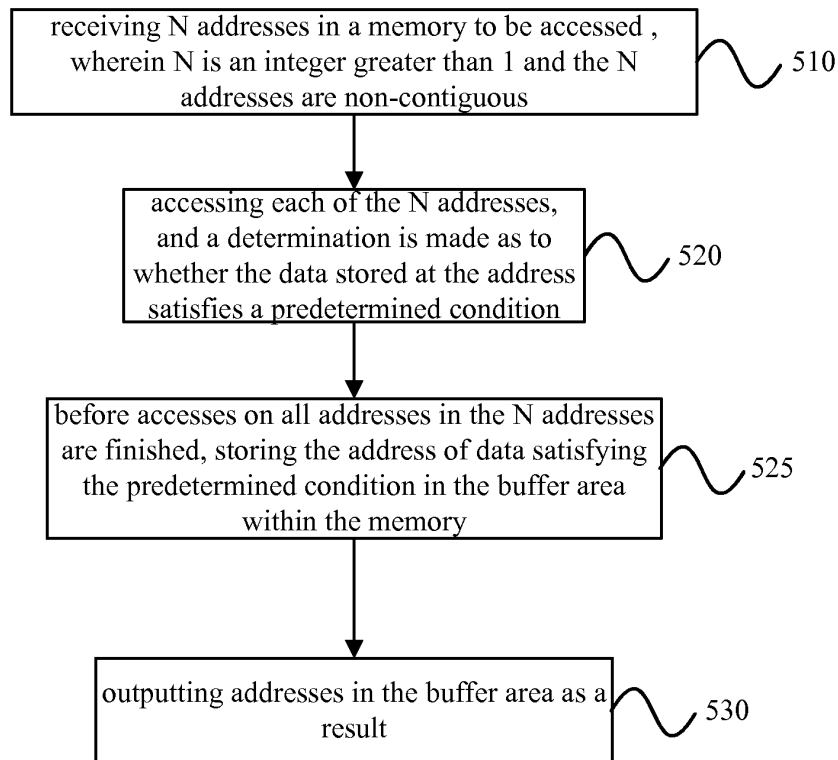 receiving N addresses in a memory to be accessed ,
wherein N is an integer greater than 1 and the N
addresses are non-contiguous
510
accessing each of the N addresses,
and a determination is made as to
whether the data stored at the address
satisfies a predetermined condition
520
before accesses on all addresses in the N addresses
are finished, storing the address of data satisfying
the predetermined condition in the buffer area
within the memory
525
outputting addresses in the buffer area as a
result
530